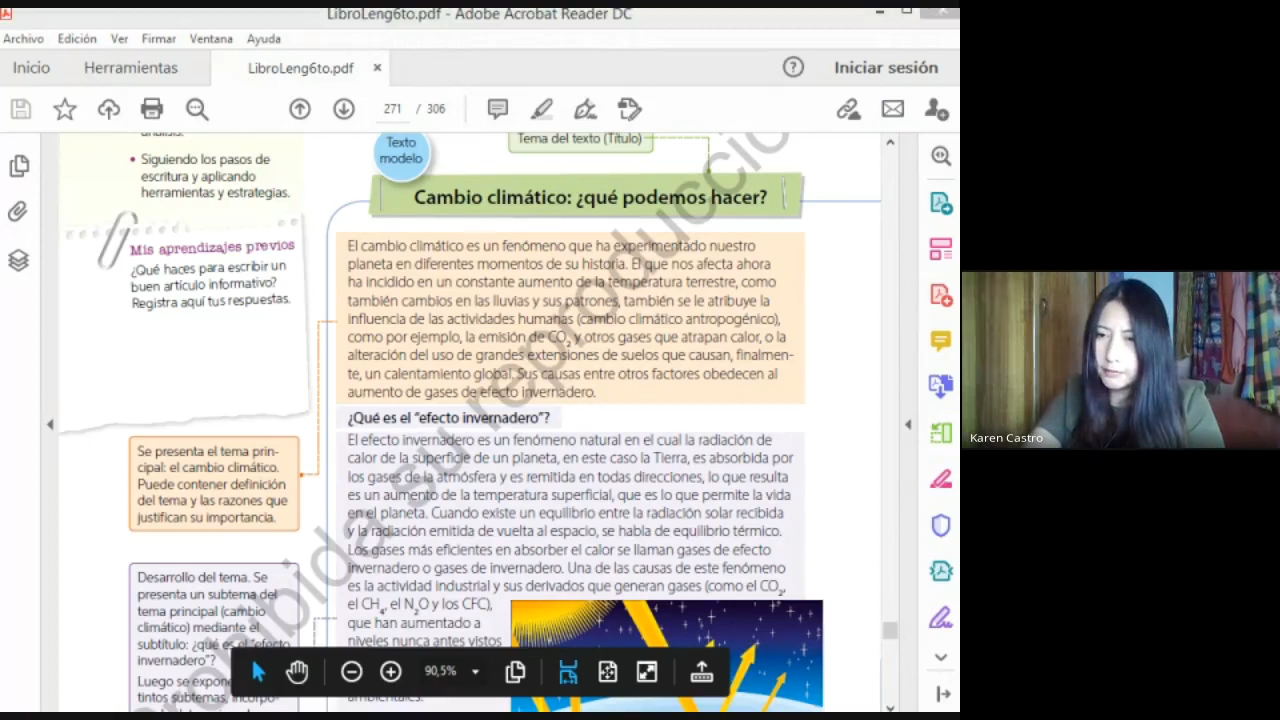 LibroLeng6to.pdf - Adobe Acrobat Reader DC
Archivo Edición Ver Firmar Ventana Ayuda
Inicio Herramientas LibroLeng6to.pdf × ? Iniciar sesión
271 / 306
análisis.
• Siguiendo los pasos de
escritura y aplicando
herramientas y estrategias.
Mis aprendizajes previos
¿Qué haces para escribir un
buen artículo informativo?
Registra aquí tus respuestas.
Se presenta el tema prin-
cipal: el cambio climático.
Puede contener definición
del tema y las razones que
justifican su importancia.
Desarrollo del tema. Se
presenta un subtema del
tema principal (cambio
climático) mediante el
subtítulo: ¿qué es el "efecto
invernadero"?
Luego se expone
tintos subtemas, incorpo-
Texto
modelo
Tema del texto (Título)
Cambio climático: ¿qué podemos hacer?
El cambio climático es un fenómeno que ha experimentado nuestro
planeta en diferentes momentos de su historia. El que nos afecta ahora
ha incidido en un constante aumento de la temperatura terrestre, como
también cambios en las lluvias y sus patrones, también se le atribuye la
influencia de las actividades humanas (cambio climático antropogénico),
como por ejemplo, la emisión de CO₂ y otros gases que atrapan calor, o la
alteración del uso de grandes extensiones de suelos que causan, finalmen-
te, un calentamiento global. Sus causas entre otros factores obedecen al
aumento de gases de efecto invernadero.
¿Qué es el "efecto invernadero"?
El efecto invernadero es un fenómeno natural en el cual la radiación de
calor de la superficie de un planeta, en este caso la Tierra, es absorbida por
los gases de la atmósfera y es remitida en todas direcciones, lo que resulta
es un aumento de la temperatura superficial, que es lo que permite la vida
en el planeta. Cuando existe un equilibrio entre la radiación solar recibida
y la radiación emitida de vuelta al espacio, se habla de equilibrio térmico.
Los gases más eficientes en absorber el calor se llaman gases de efecto
invernadero o gases de invernadero. Una de las causas de este fenómeno
es la actividad industrial y sus derivados que generan gases (como el CO₂,
el CH₄, el N₂O y los CFC),
que han aumentado a
niveles nunca antes vistos
ambientales.
90,5%
Karen Castro